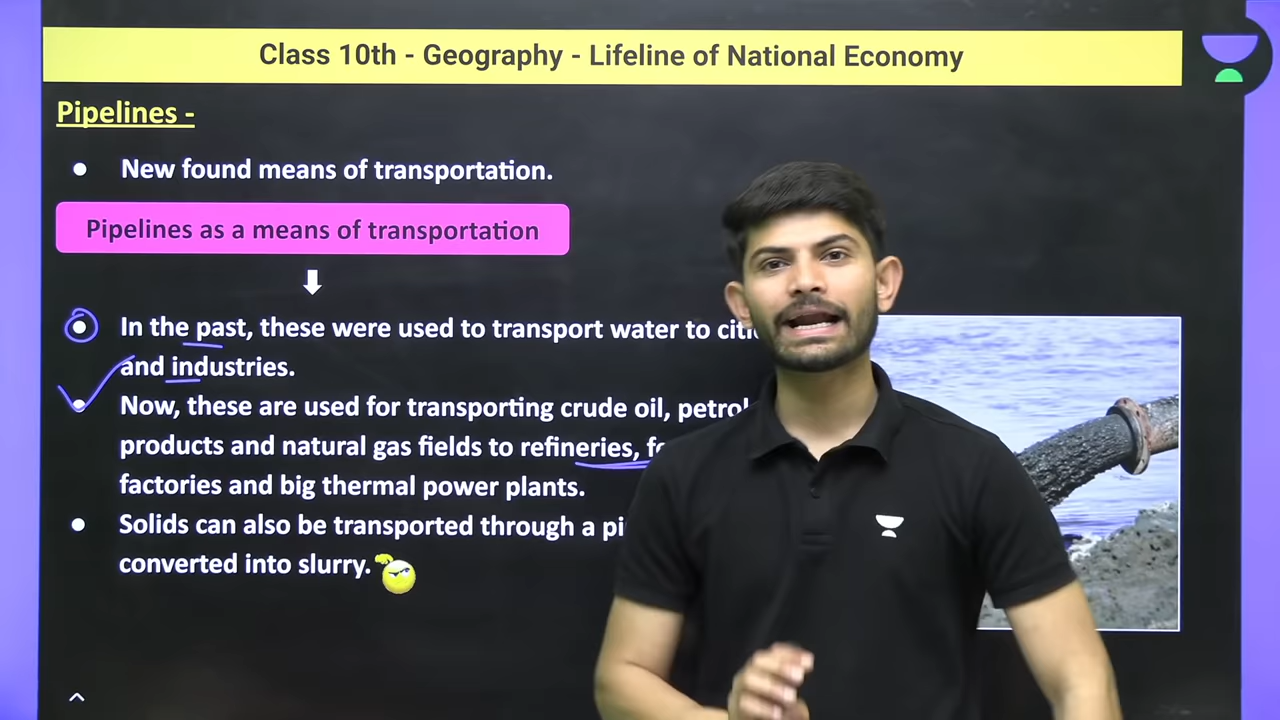 Class 10th - Geography - Lifeline of National Economy
Pipelines -
New found means of transportation.
Pipelines as a means of transportation
In the past, these were used to transport water to
and industries.
Now, these are used for transporting crude oil,
products and natural gas fields to refineries,
factories and big thermal power plants.
Solids can also be transported through a
converted into slurry.